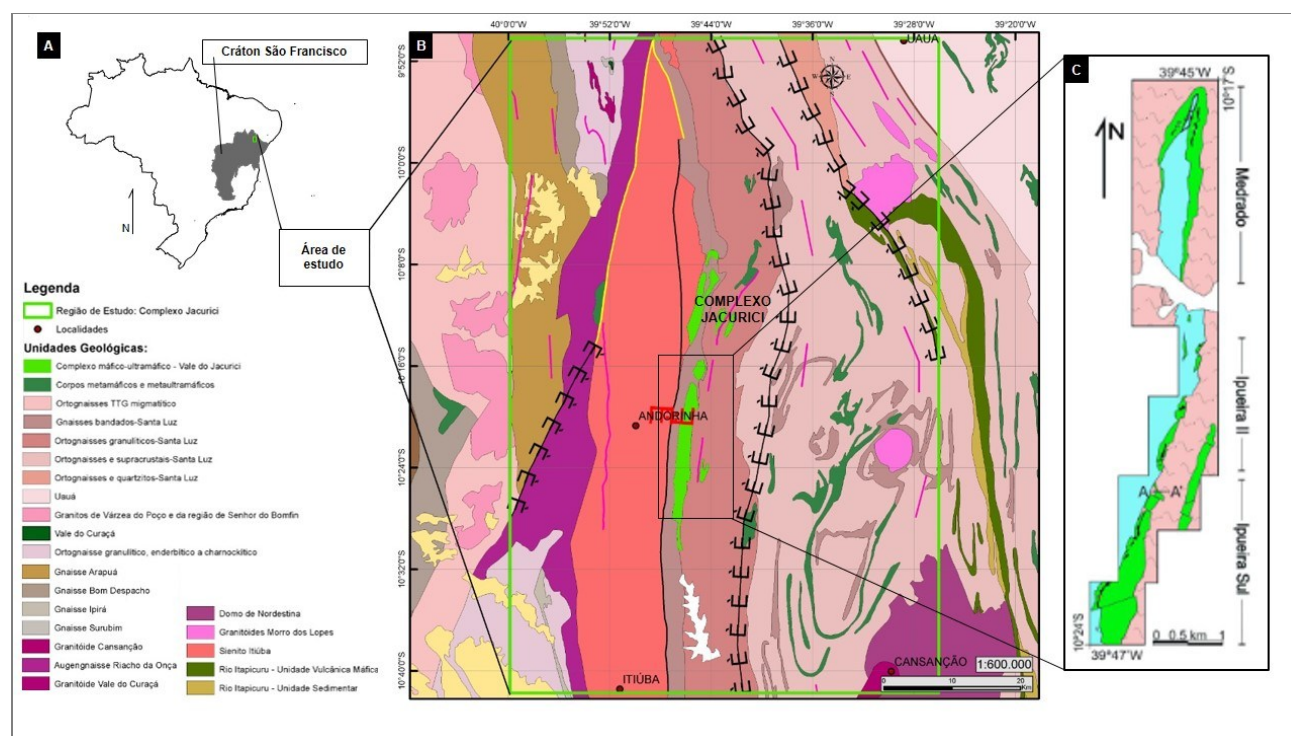 A
Cráton São Francisco
N
Área de
estudo
Legenda
Região de Estudo: Complexo Jacurici
Localidades
Unidades Geológicas:
Complexo máfico-ultramáfico - Vale do Jacurici
Corpos metamáficos e metaultramáficos
Ortognaisses TTG migmatítico
Gnaisses bandados-Santa Luz
Ortognaisses granulíticos-Santa Luz
Ortognaisses e supracrustais-Santa Luz
Ortognaisses e quartzitos-Santa Luz
Uauá
Granitos de Várzea do Poço e da região de Senhor do Bomfin
Vale do Curaçá
Ortognaisse granulítico, enderbítico a charnockítico
Gnaisse Arapuá
Gnaisse Bom Despacho
Gnaisse Ipirá
Gnaisse Surubim
Granitóide Cansanção
Augengnaisse Riacho da Onça
Granitóide Vale do Curaçá
Domo de Nordestina
Granitóides Morro dos Lopes
Sienito Itiúba
Rio Itapicuru - Unidade Vulcânica Máfica
Rio Itapicuru - Unidade Sedimentar
B
40°0'0"W
39°52'0"W
39°44'0"W
39°36'0"W
39°28'0"W
39°20'0"W
9°52'0"S
10°0'0"S
10°8'0"S
10°16'0"S
10°24'0"S
10°32'0"S
10°40'0"S
UAUÁ
N
W
E
S
COMPLEXO
JACURICI
ANDORINHA
CANSANÇÃO
ITIÚBA
1:600.000
0 10 20
Km
C
39°45'W
10°17'S
N
Medrado
Ipueira II
A A'
Ipueira Sul
10°24'S
0 0.5 km 1
39°47'W